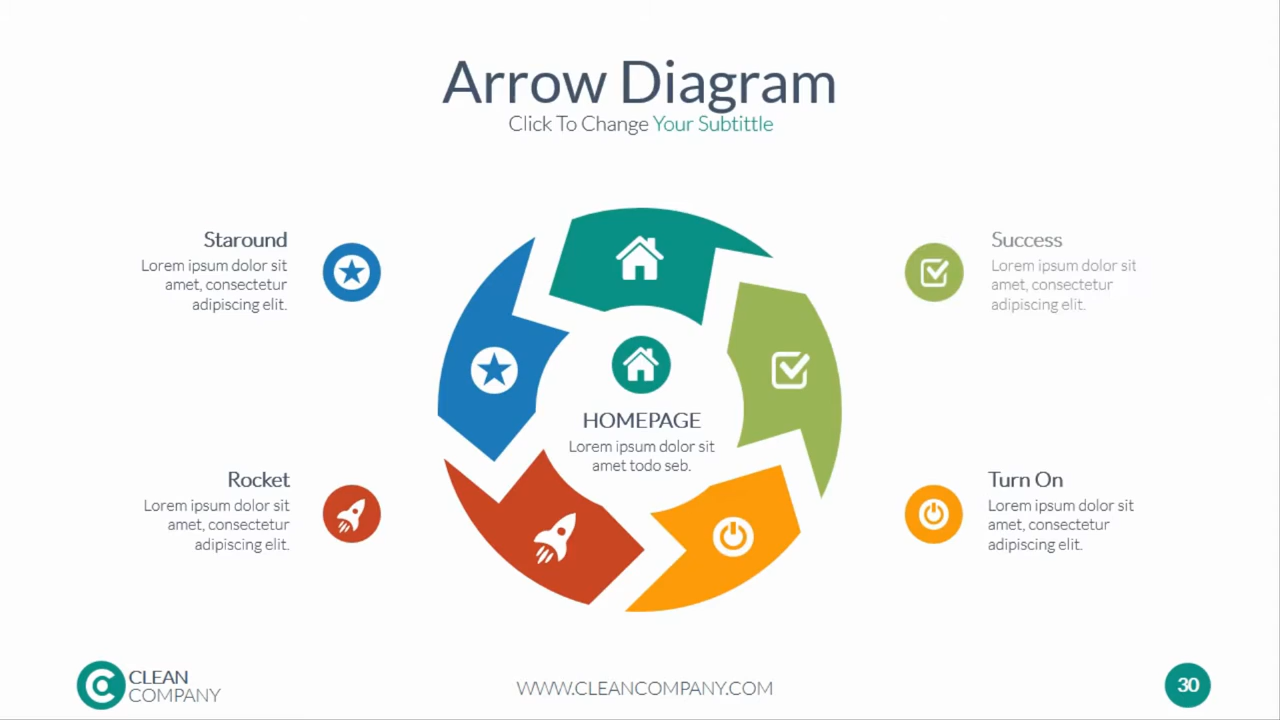 Arrow Diagram
Click To Change Your Subtittle
Staround
Lorem ipsum dolor sit
amet, consectetur
adipiscing elit.
Success
Lorem ipsum dolor sit
amet, consectetur
adipiscing elit.
HOMEPAGE
Lorem ipsum dolor sit
amet todo seb.
Rocket
Lorem ipsum dolor sit
amet, consectetur
adipiscing elit.
Turn On
Lorem ipsum dolor sit
amet, consectetur
adipiscing elit.
CLEAN
COMPANY
WWW.CLEANCOMPANY.COM
30